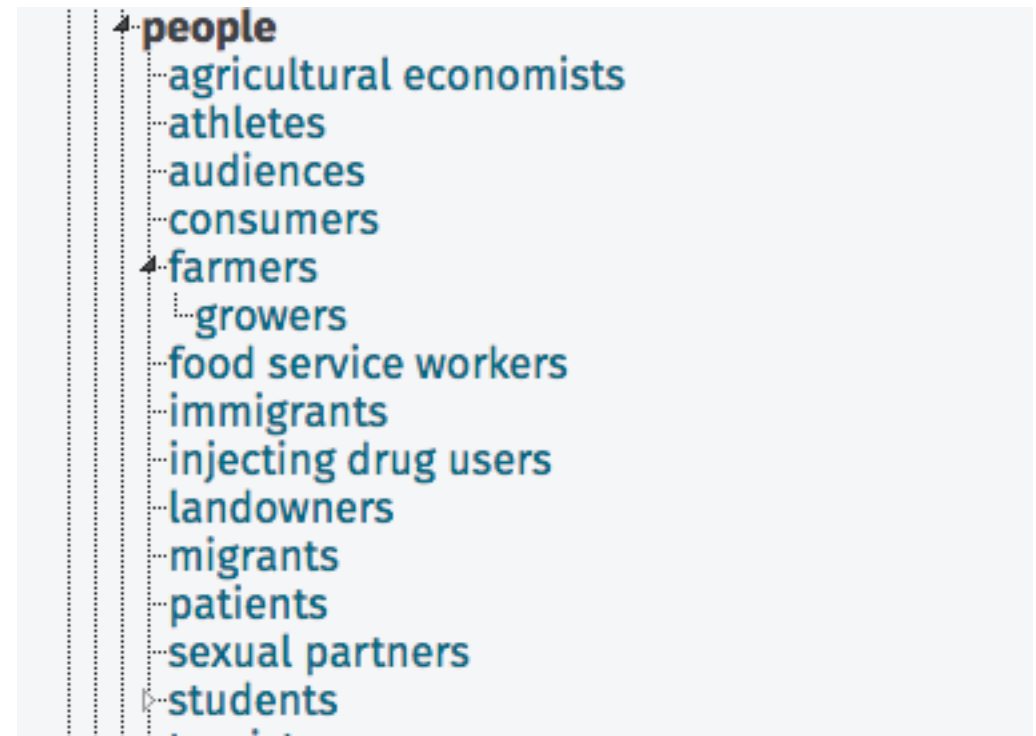 people
agricultural economists
athletes
audiences
consumers
farmers
growers
food service workers
immigrants
injecting drug users
landowners
migrants
patients
sexual partners
students